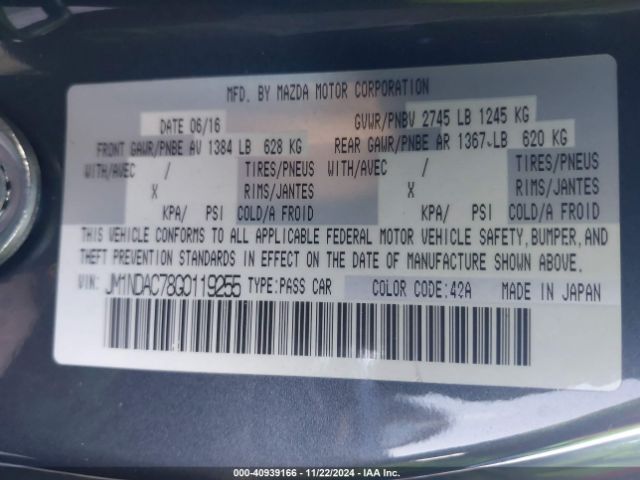 MFD. BY MAZDA MOTOR CORPORATION
DATE 06/16 GVWR/PNBV 2745 LB 1245 KG
FRONT GAWR/PNBE AV 1384 LB 628 KG REAR GAWR/PNBE AR 1367 LB 620 KG
WITH/AVEC / TIRES/PNEUS WITH/AVEC / TIRES/PNEUS
X RIMS/JANTES X RIMS/JANTES
KPA/ PSI COLD/A FROID KPA/ PSI COLD/A FROID
THIS VEHICLE CONFORMS TO ALL APPLICABLE FEDERAL MOTOR VEHICLE SAFETY, BUMPER, AND
THEFT PREVENTION STANDARDS IN EFFECT ON THE DATE OF MANUFACTURE SHOWN ABOVE.
VIN: JM1NDAC78G0119255 TYPE:PASS CAR COLOR CODE:42A MADE IN JAPAN
000-40939166 - 11/22/2024 - IAA Inc.